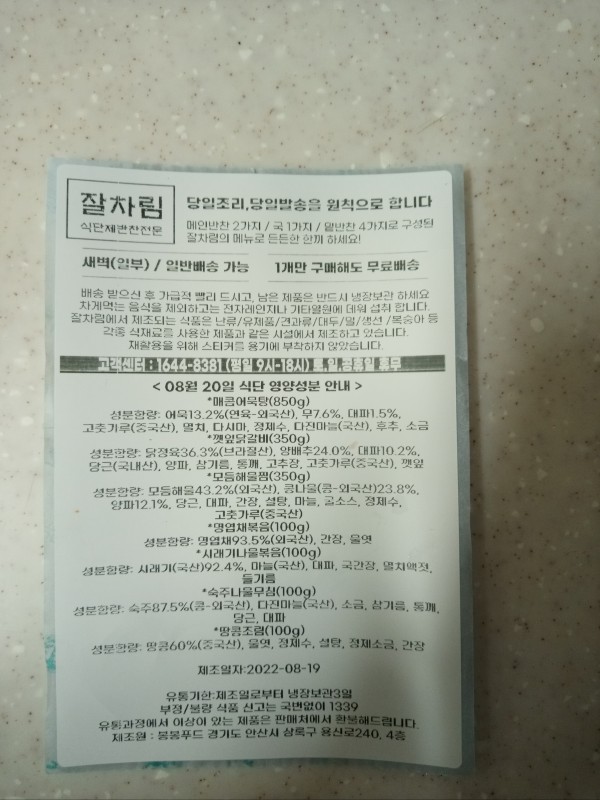 잘차림
식단제반찬전문
당일조리,당일발송을 원칙으로 합니다
메인반찬 2가지 / 국 1가지 / 밑반찬 4가지로 구성된
잘차림의 메뉴로 든든한 한끼 하세요!
새벽(일부) / 일반배송 가능
1개만 구매해도 무료배송
배송 받으신 후 가급적 빨리 드시고, 남은 제품은 반드시 냉장보관 하세요
차게먹는 음식을 제외하고는 전자레인지나 기타열원에 데워 섭취 합니다.
잘차림에서 제조되는 식품은 난류/유제품/견과류/대두/밀/생선 /복숭아 등
각종 식재료를 사용한 제품과 같은 시설에서 제조하고 있습니다.
재활용을 위해 스티커를 용기에 부착하지 않았습니다.
고객센터 : 1644-8381 (평일 9시-18시) 토,일,공휴일 휴무
< 08월 20일 식단 영양성분 안내 >
*매콤어묵탕(850g)
성분함량: 어묵13.2%(연육-외국산), 무7.6%, 대파1.5%,
고춧가루(중국산), 멸치, 다시마, 정제수, 다진마늘(국산), 후추, 소금
*깻잎닭갈비(350g)
성분함량: 닭정육36.3%(브라질산), 양배추24.0%, 대파10.2%,
당근(국내산), 양파, 참기름, 통깨, 고추장, 고춧가루(중국산), 깻잎
*모듬해물찜(350g)
성분함량: 모듬해물43.2%(외국산), 콩나물(콩-외국산)23.8%,
양파12.1%, 당근, 대파, 간장, 설탕, 마늘, 굴소스, 정제수,
고춧가루(중국산)
*명엽채볶음(100g)
성분함량: 명엽채93.5%(외국산), 간장, 물엿
*시래기나물볶음(100g)
성분함량: 시래기(국산)92.4%, 마늘(국산), 대파, 국간장, 멸치액젓,
들기름
*숙주나물무침(100g)
성분함량: 숙주87.5%(콩-외국산), 다진마늘(국산), 소금, 참기름, 통깨,
당근, 대파
*땅콩조림(100g)
성분함량: 땅콩60%(중국산), 물엿, 정제수, 설탕, 정제소금, 간장
제조일자:2022-08-19
유통기한:제조일로부터 냉장보관3일
부정/불량 식품 신고는 국번없이 1339
유통과정에서 이상이 있는 제품은 판매처에서 환불해드립니다.
제조원 : 봉봉푸드 경기도 안산시 상록구 용신로240, 4층